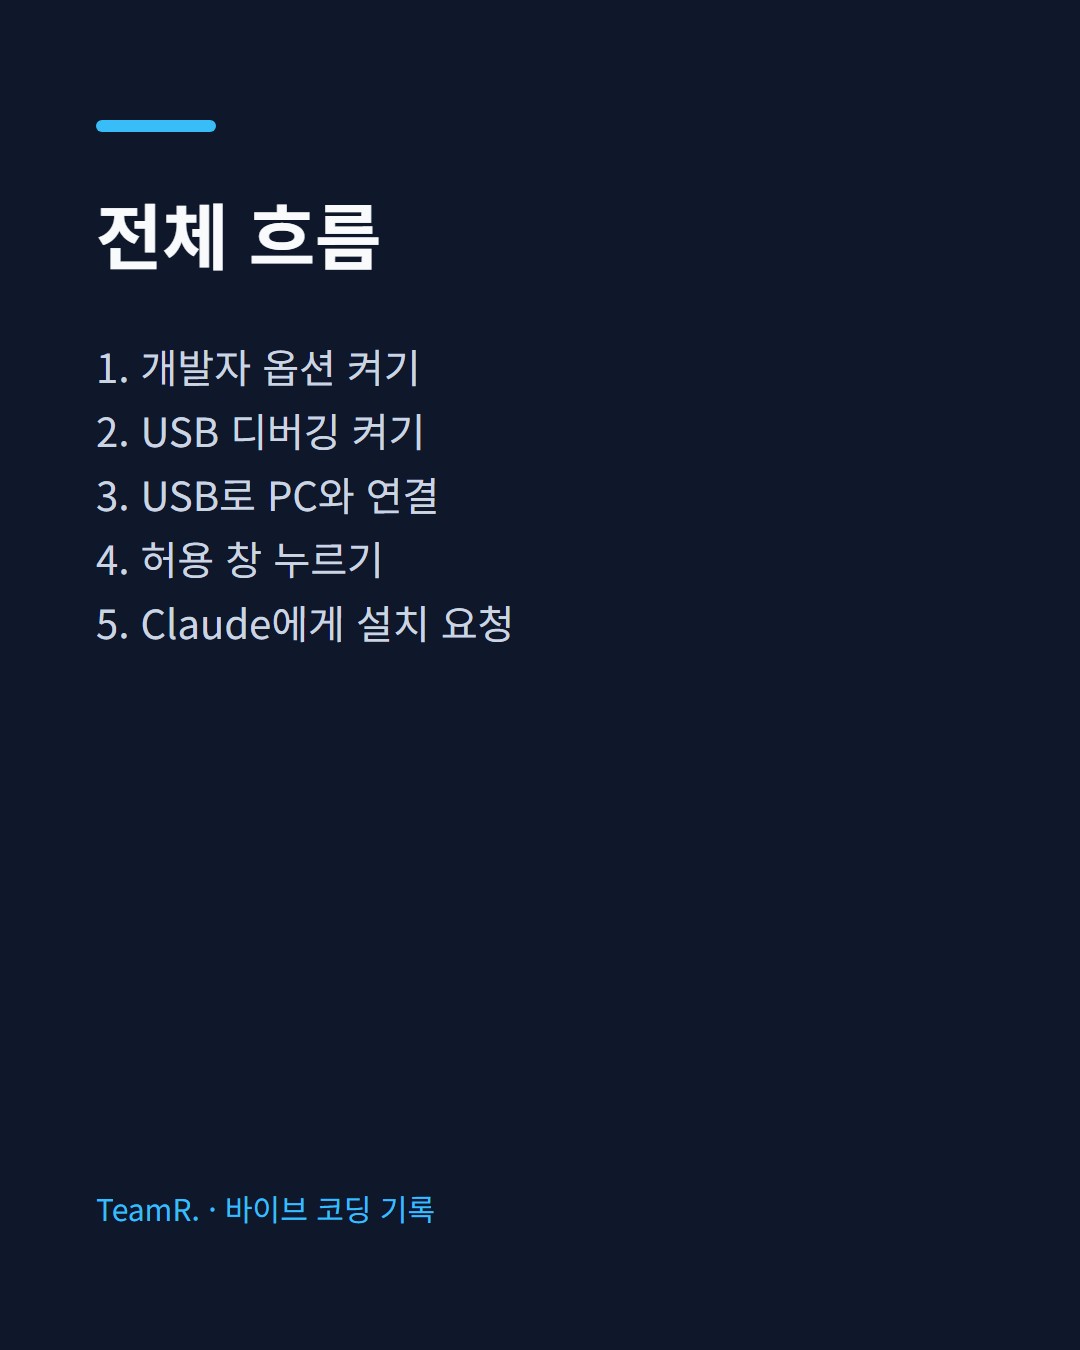 전체 흐름
1. 개발자 옵션 켜기
2. USB 디버깅 켜기
3. USB로 PC와 연결
4. 허용 창 누르기
5. Claude에게 설치 요청
TeamR. · 바이브 코딩 기록